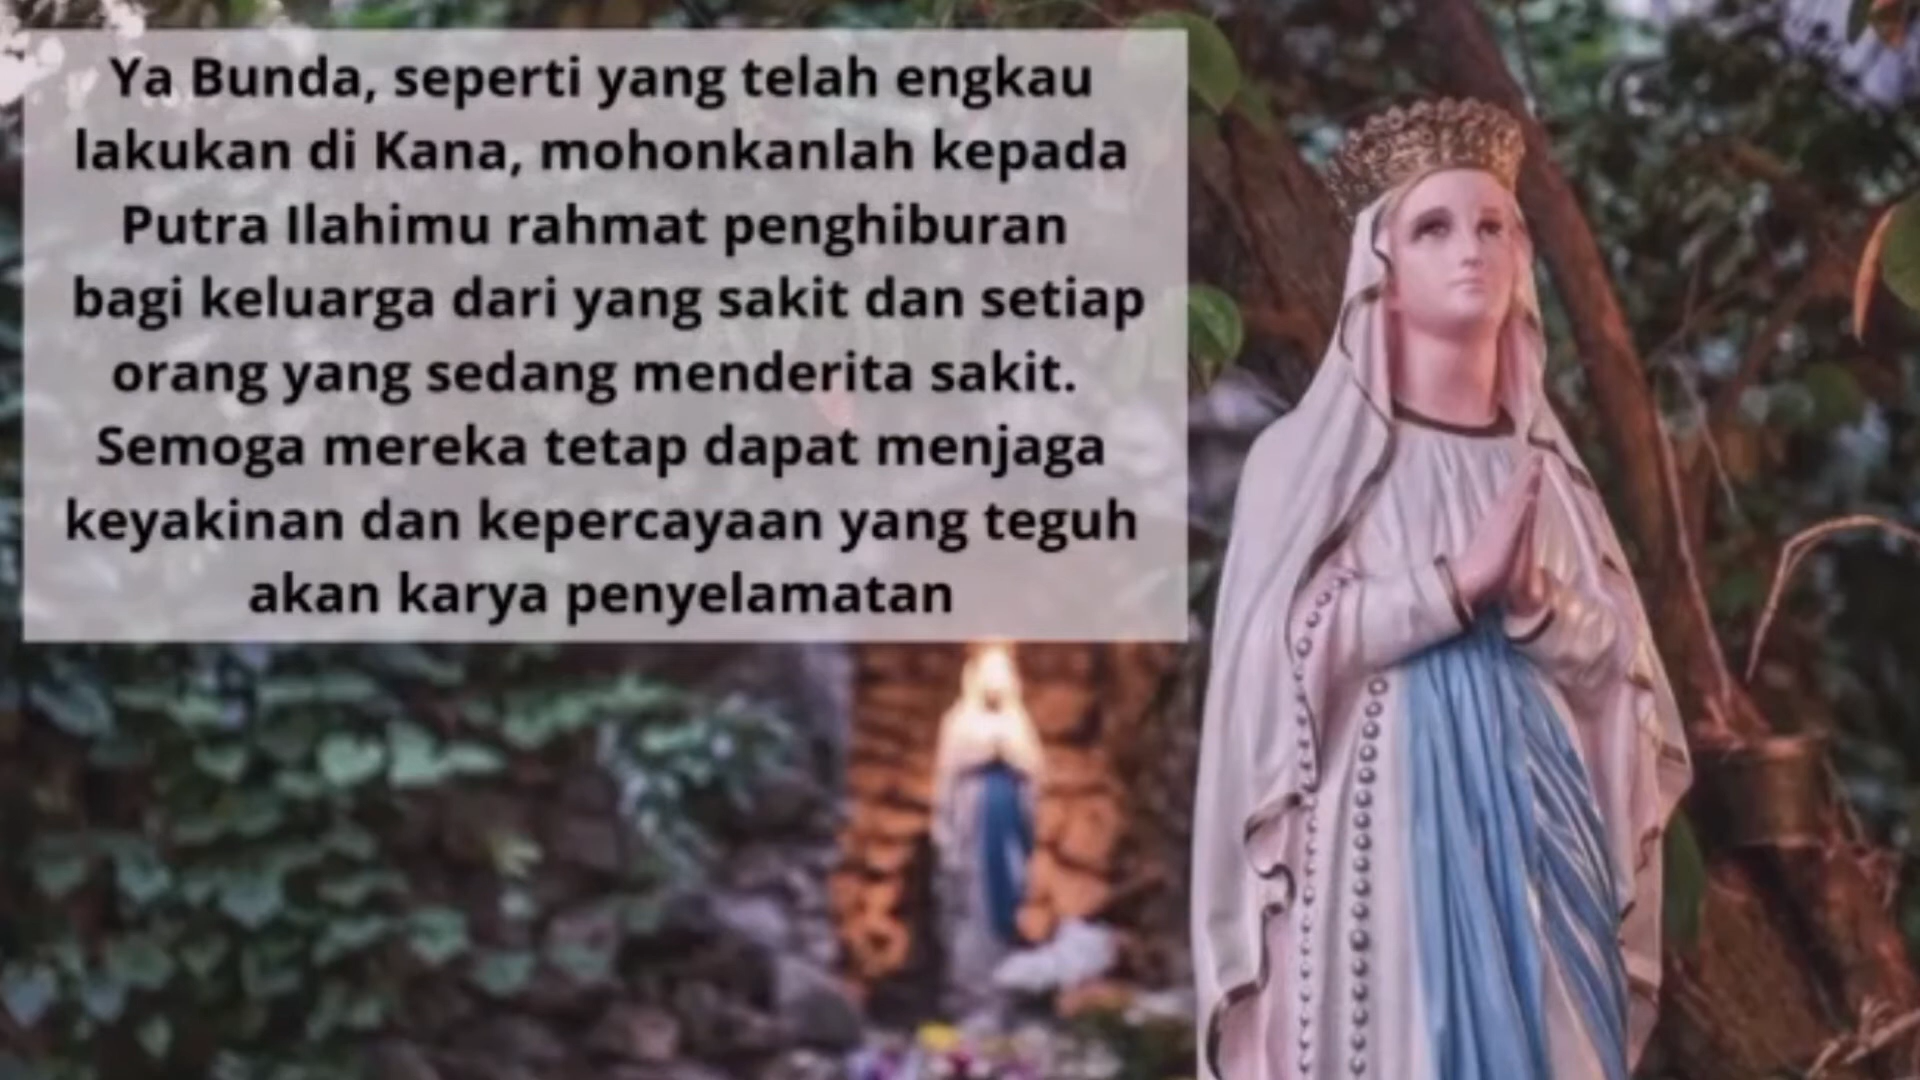 Ya Bunda, seperti yang telah engkau
lakukan di Kana, mohonkanlah kepada
Putra Ilahimu rahmat penghiburan
bagi keluarga dari yang sakit dan setiap
orang yang sedang menderita sakit.
Semoga mereka tetap dapat menjaga
keyakinan dan kepercayaan yang teguh
akan karya penyelamatan